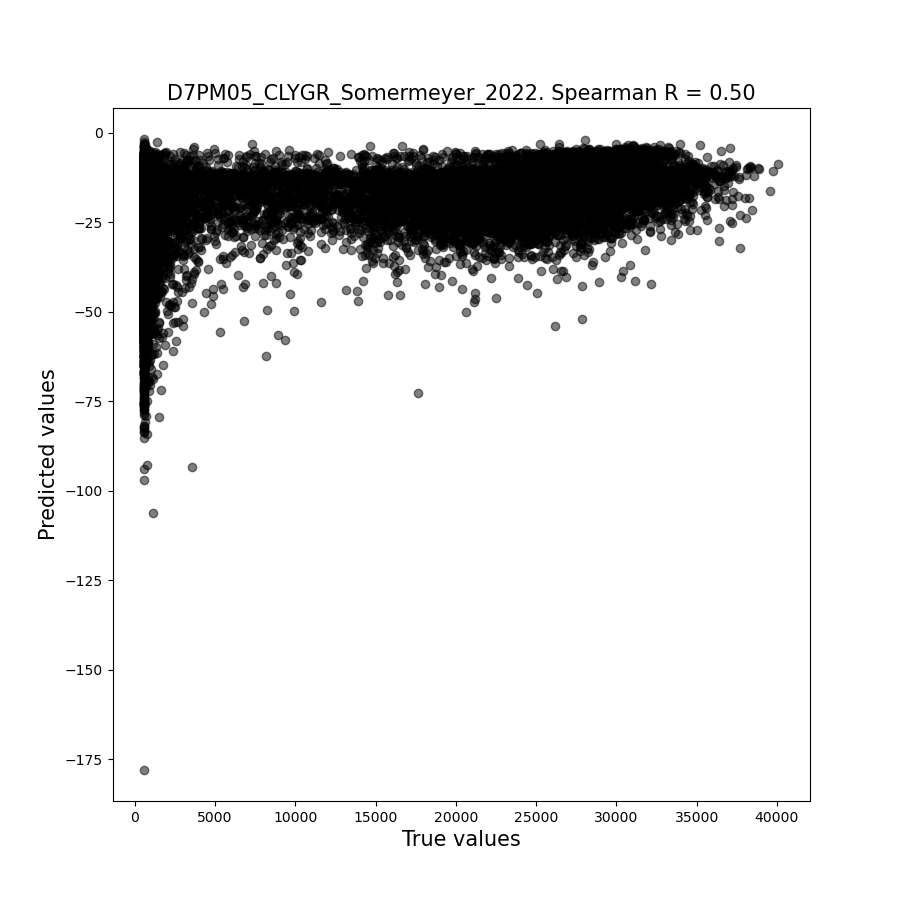 D7PM05_CLYGR_Somermeyer_2022. Spearman R = 0.50
Predicted values
0
−25
−50
−75
−100
−125
−150
−175
0 5000 10000 15000 20000 25000 30000 35000 40000
True values